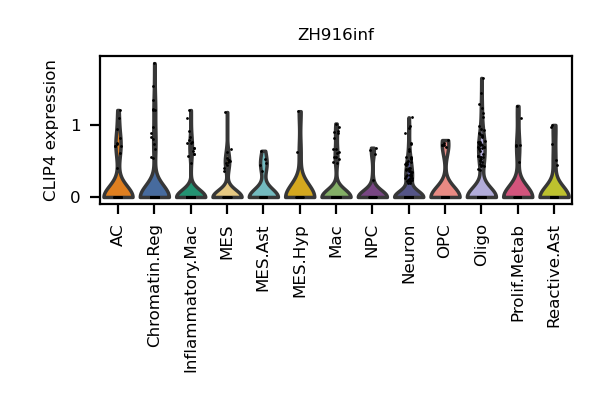 ZH916inf
CLIP4 expression
1
0
AC
Chromatin.Reg
Inflammatory.Mac
MES
MES.Ast
MES.Hyp
Mac
NPC
Neuron
OPC
Oligo
Prolif.Metab
Reactive.Ast